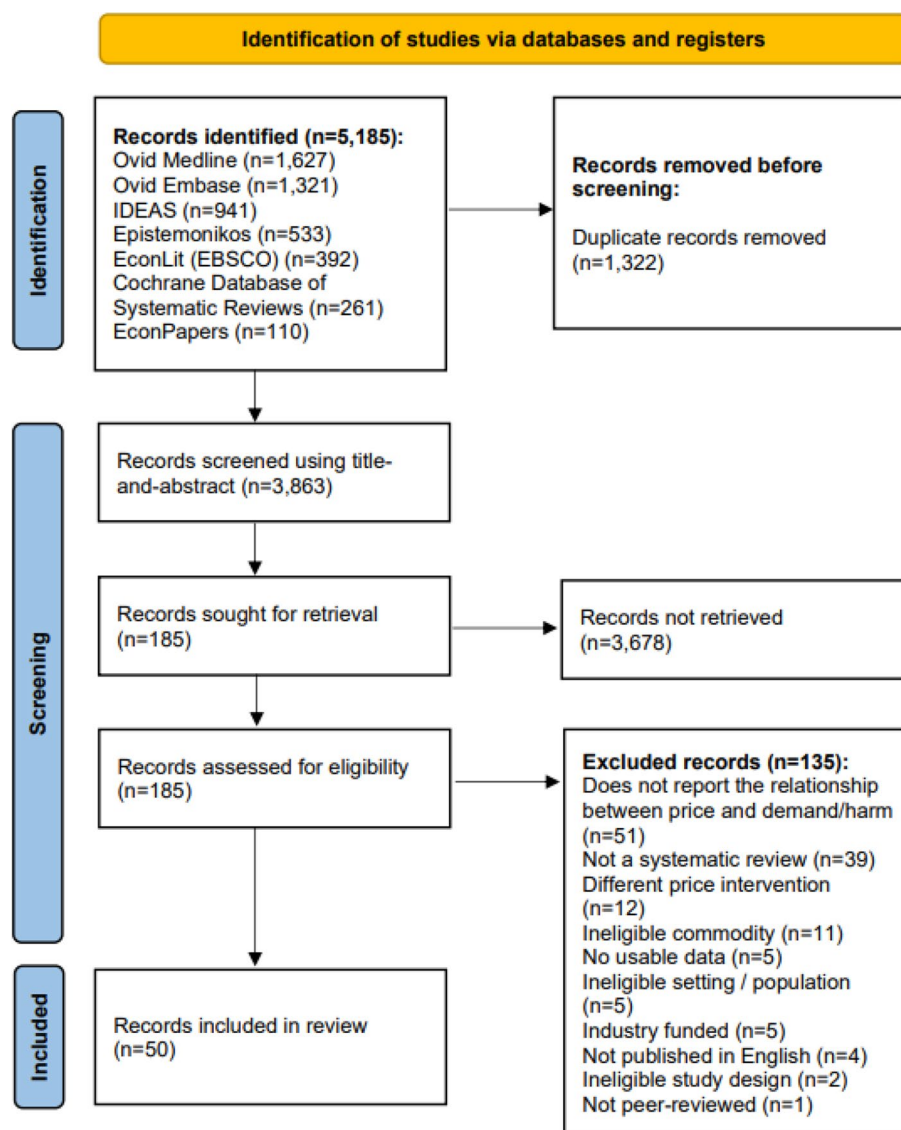 Identification of studies via databases and registers
Identification
Records identified (n=5,185):
Ovid Medline (n=1,627)
Ovid Embase (n=1,321)
IDEAS (n=941)
Epistemonikos (n=533)
EconLit (EBSCO) (n=392)
Cochrane Database of
Systematic Reviews (n=261)
EconPapers (n=110)
Records removed before
screening:
Duplicate records removed
(n=1,322)
Screening
Records screened using title-
and-abstract (n=3,863)
Records sought for retrieval
(n=185)
Records not retrieved
(n=3,678)
Records assessed for eligibility
(n=185)
Excluded records (n=135):
Does not report the relationship
between price and demand/harm
(n=51)
Not a systematic review (n=39)
Different price intervention
(n=12)
Ineligible commodity (n=11)
No usable data (n=5)
Ineligible setting / population
(n=5)
Industry funded (n=5)
Not published in English (n=4)
Ineligible study design (n=2)
Not peer-reviewed (n=1)
Included
Records included in review
(n=50)